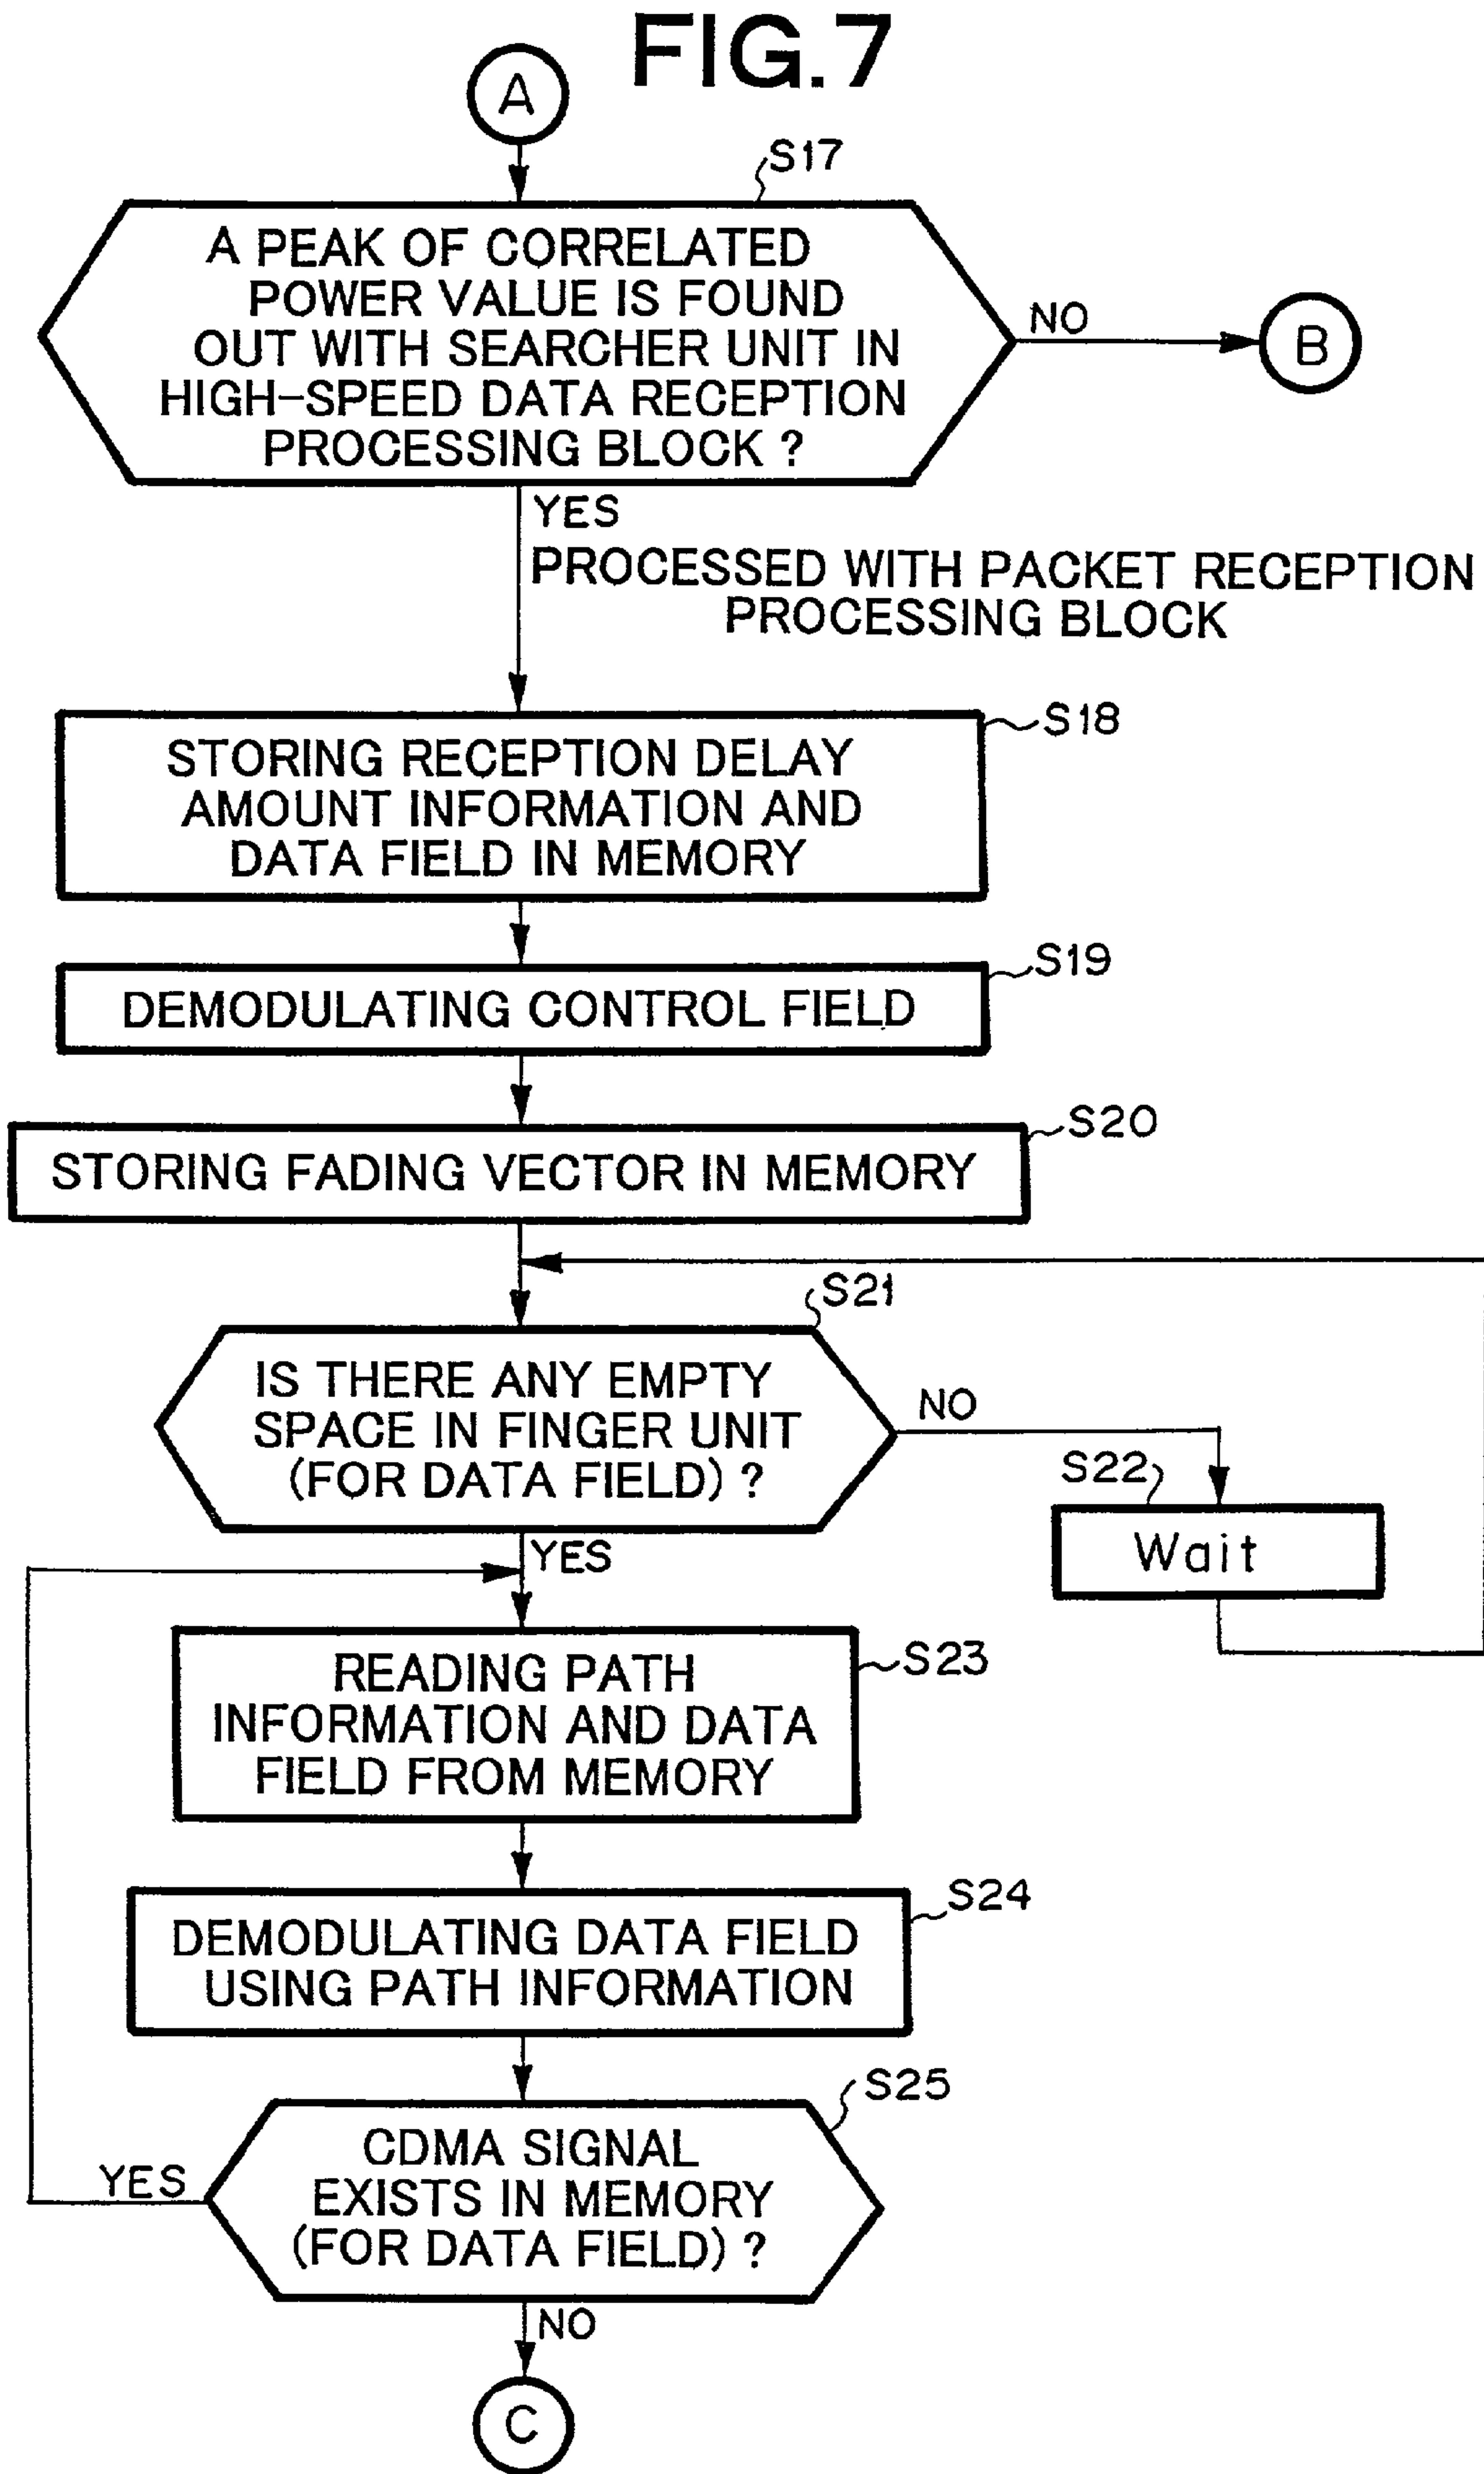 FIG.7
A
S17
A PEAK OF CORRELATED
POWER VALUE IS FOUND
OUT WITH SEARCHER UNIT IN
HIGH-SPEED DATA RECEPTION
PROCESSING BLOCK ?
NO
B
YES
PROCESSED WITH PACKET RECEPTION
PROCESSING BLOCK
S18
STORING RECEPTION DELAY
AMOUNT INFORMATION AND
DATA FIELD IN MEMORY
S19
DEMODULATING CONTROL FIELD
S20
STORING FADING VECTOR IN MEMORY
S21
IS THERE ANY EMPTY
SPACE IN FINGER UNIT
(FOR DATA FIELD) ?
NO
S22
Wait
YES
S23
READING PATH
INFORMATION AND DATA
FIELD FROM MEMORY
S24
DEMODULATING DATA FIELD
USING PATH INFORMATION
S25
CDMA SIGNAL
EXISTS IN MEMORY
(FOR DATA FIELD) ?
YES
NO
C